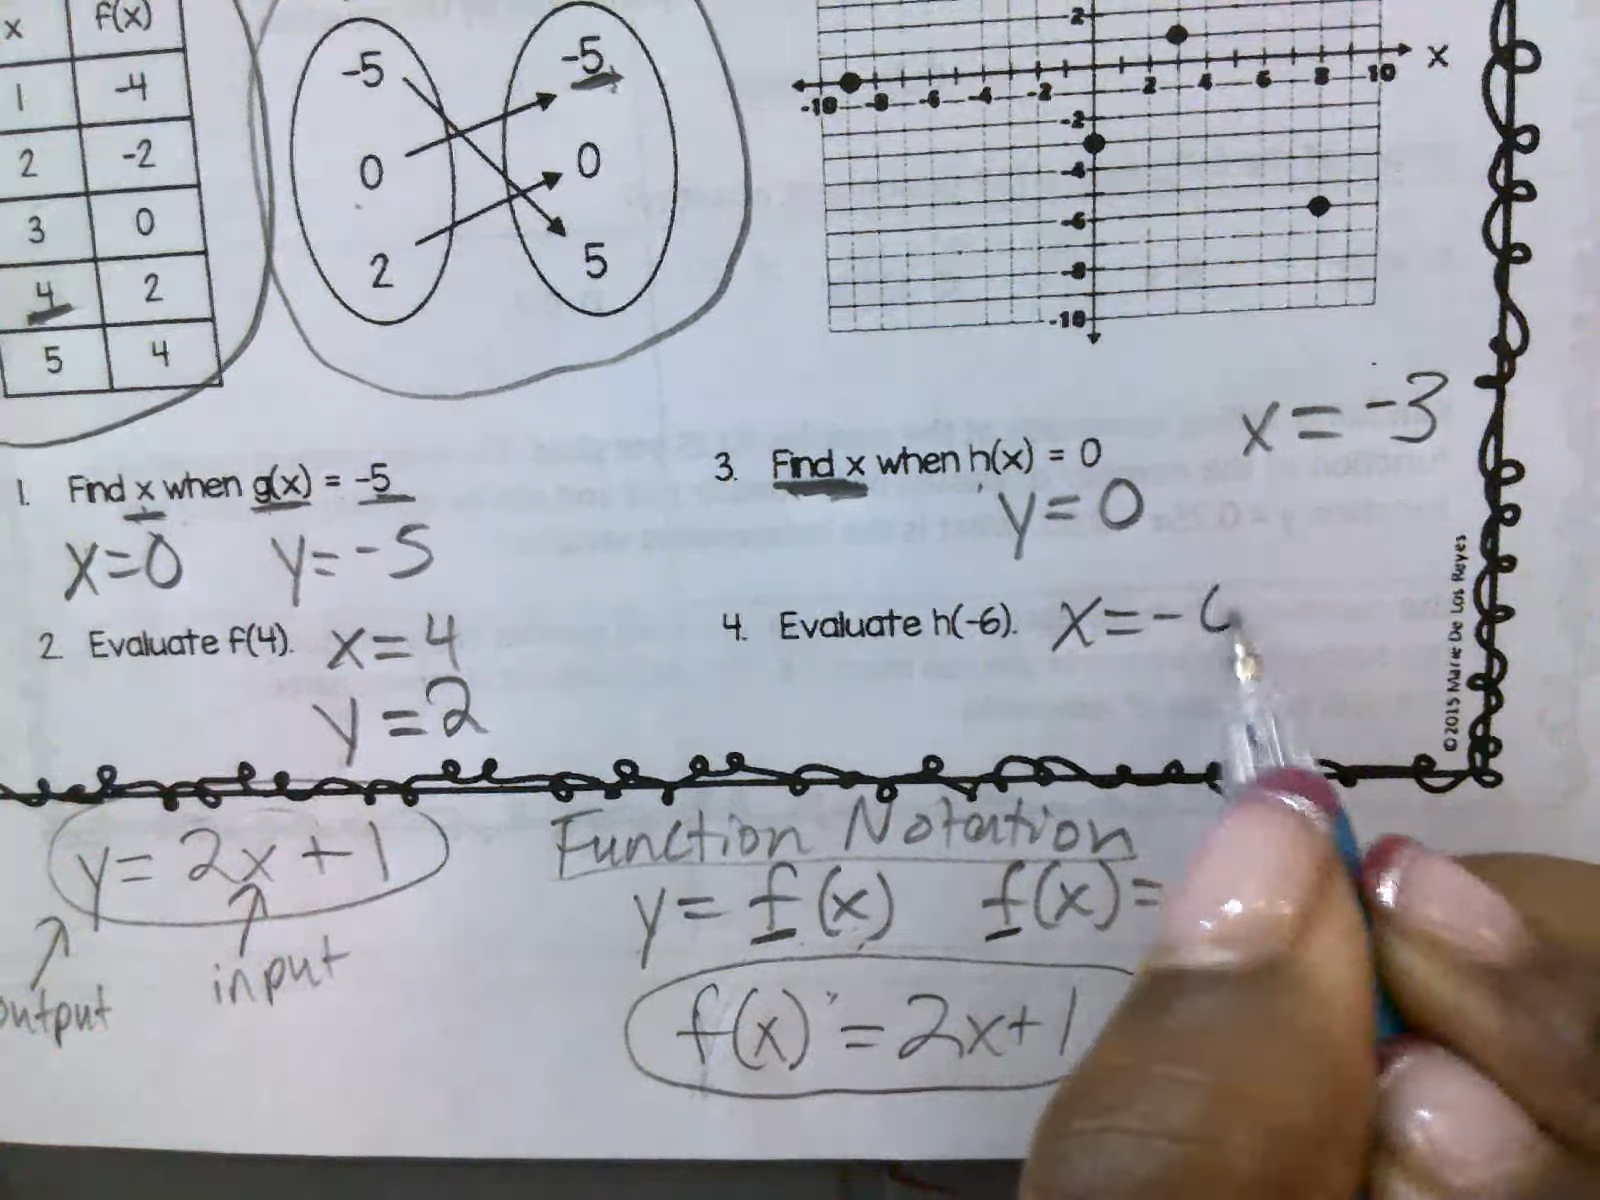 x f(x)
1 -4
2 -2
3 0
4 2
5 4
-5 -5
0 0
2 5
-2
x
-10 -8 -6 -4 -2 2 4 6 8 10
-2
-4
-6
-8
-10
x = -3
1. Find x when g(x) = -5
x=0 y=-5
2. Evaluate f(4). x=4
y=2
3. Find x when h(x) = 0
y=0
4. Evaluate h(-6). x=-6
©2015 Marie De Los Reyes
y= 2x+1
output
input
Function Notation
y= f(x) f(x)=
f(x) = 2x+1